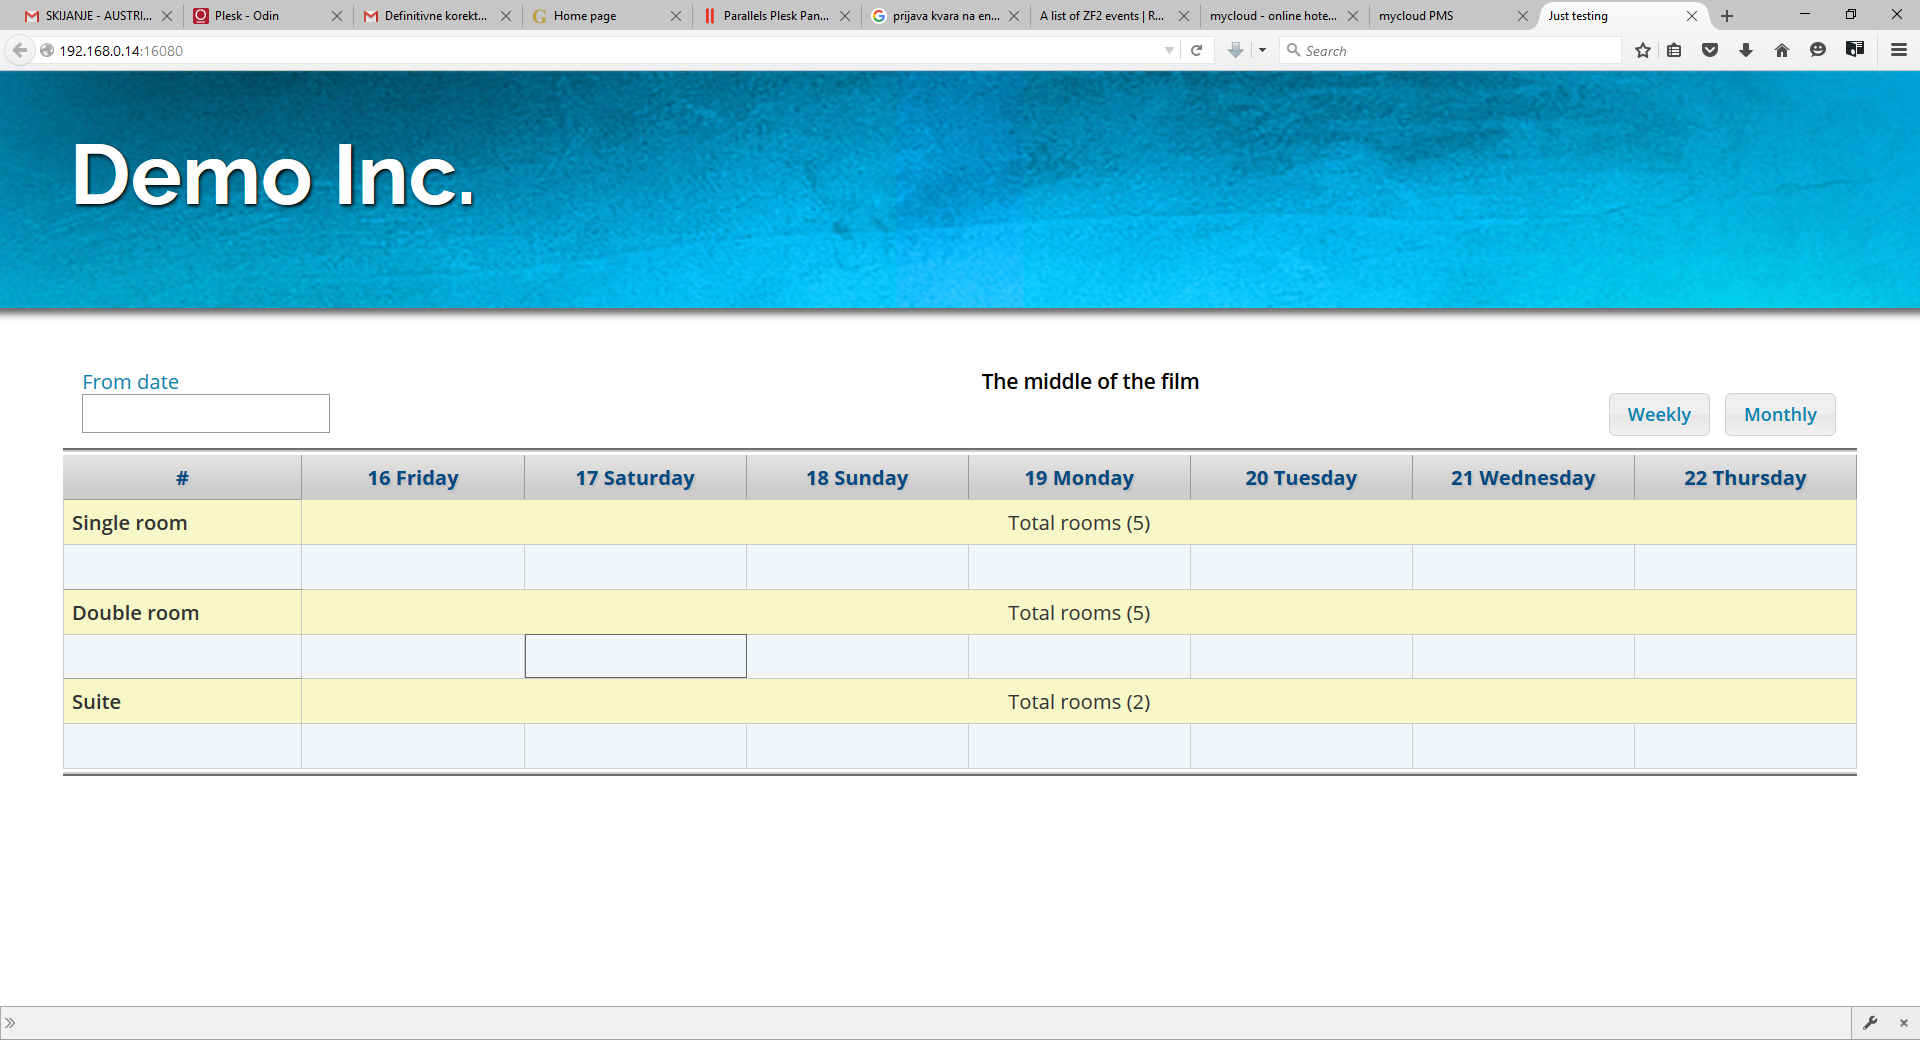 SKIJANJE - AUSTRI... Plesk - Odin Definitivne korekt... Home page Parallels Plesk Pan... prijava kvara na en... A list of ZF2 events | R... mycloud - online hote... mycloud PMS Just testing
192.168.0.14:16080 Search
Demo Inc.
From date The middle of the film
Weekly Monthly
# 16 Friday 17 Saturday 18 Sunday 19 Monday 20 Tuesday 21 Wednesday 22 Thursday
Single room Total rooms (5)
Double room Total rooms (5)
Suite Total rooms (2)